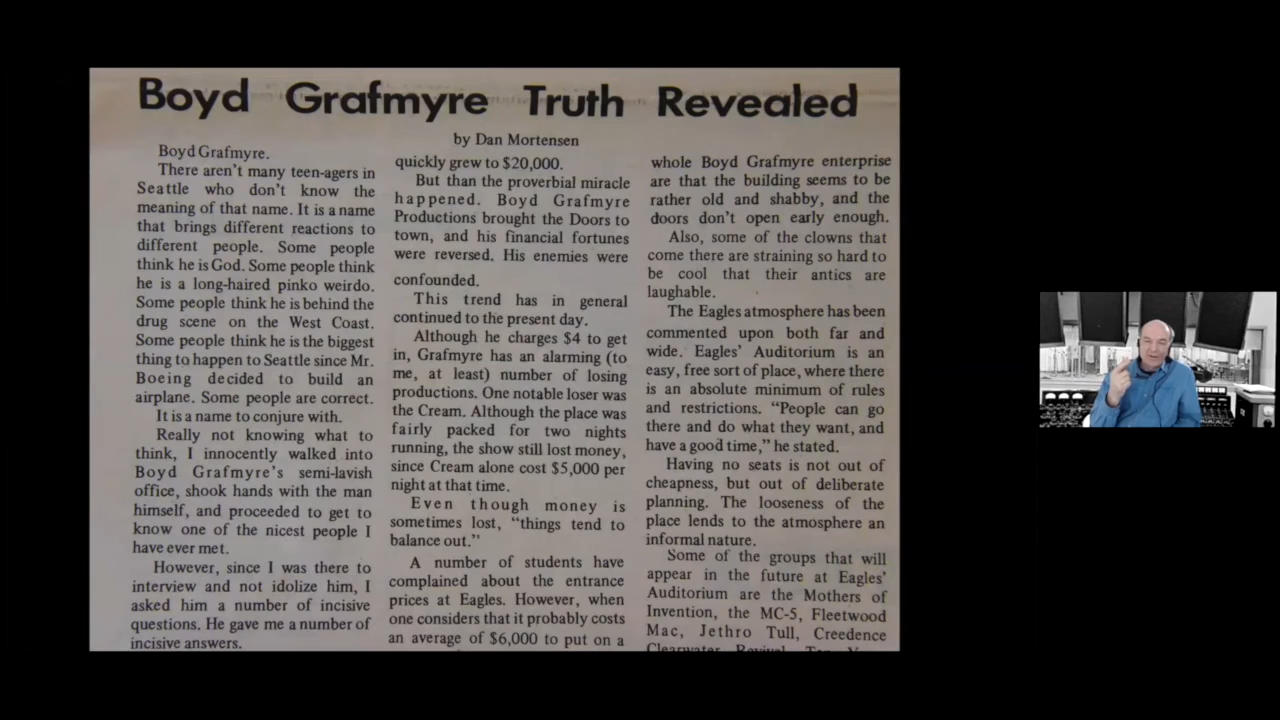 Boyd Grafmyre Truth Revealed
by Dan Mortensen
Boyd Grafmyre.
There aren't many teen-agers in
Seattle who don't know the
meaning of that name. It is a name
that brings different reactions to
different people. Some people
think he is God. Some people think
he is a long-haired pinko weirdo.
Some people think he is behind the
drug scene on the West Coast.
Some people think he is the biggest
thing to happen to Seattle since Mr.
Boeing decided to build an
airplane. Some people are correct.
It is a name to conjure with.
Really not knowing what to
think, I innocently walked into
Boyd Grafmyre's semi-lavish
office, shook hands with the man
himself, and proceeded to get to
know one of the nicest people I
have ever met.
However, since I was there to
interview and not idolize him, I
asked him a number of incisive
questions. He gave me a number of
incisive answers.
quickly grew to $20,000.
But than the proverbial miracle
happened. Boyd Grafmyre
Productions brought the Doors to
town, and his financial fortunes
were reversed. His enemies were
confounded.
This trend has in general
continued to the present day.
Although he charges $4 to get
in, Grafmyre has an alarming (to
me, at least) number of losing
productions. One notable loser was
the Cream. Although the place was
fairly packed for two nights
running, the show still lost money,
since Cream alone cost $5,000 per
night at that time.
Even though money is
sometimes lost, "things tend to
balance out."
A number of students have
complained about the entrance
prices at Eagles. However, when
one considers that it probably costs
an average of $6,000 to put on a
whole Boyd Grafmyre enterprise
are that the building seems to be
rather old and shabby, and the
doors don't open early enough.
Also, some of the clowns that
come there are straining so hard to
be cool that their antics are
laughable.
The Eagles atmosphere has been
commented upon both far and
wide. Eagles' Auditorium is an
easy, free sort of place, where there
is an absolute minimum of rules
and restrictions. "People can go
there and do what they want, and
have a good time," he stated.
Having no seats is not out of
cheapness, but out of deliberate
planning. The looseness of the
place lends to the atmosphere an
informal nature.
Some of the groups that will
appear in the future at Eagles'
Auditorium are the Mothers of
Invention, the MC-5, Fleetwood
Mac, Jethro Tull, Creedence
Clearwater Revival, Ten